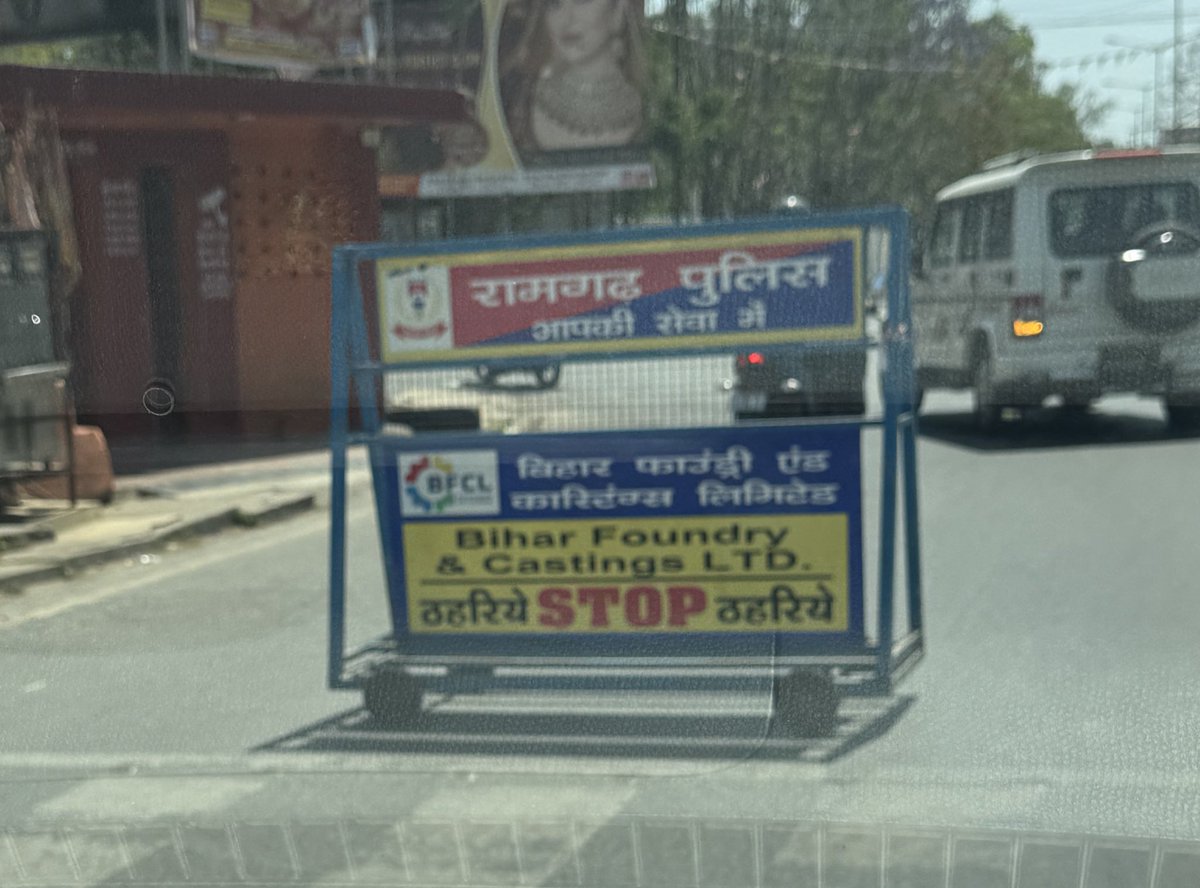 रामगढ़ पुलिस
आपकी सेवा में
BFCL
बिहार फाउंड्री एंड
कास्टिंग्स लिमिटेड
Bihar Foundry
& Castings LTD.
ठहरिये STOP ठहरिये